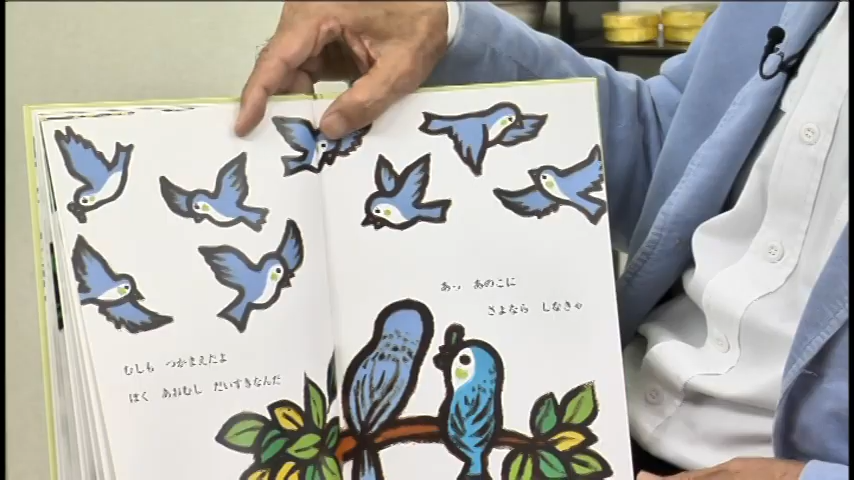 むしも つかまえたよ
ぼく あおむし だいすきなんだ
あっ あのこに
さよなら しなきゃ